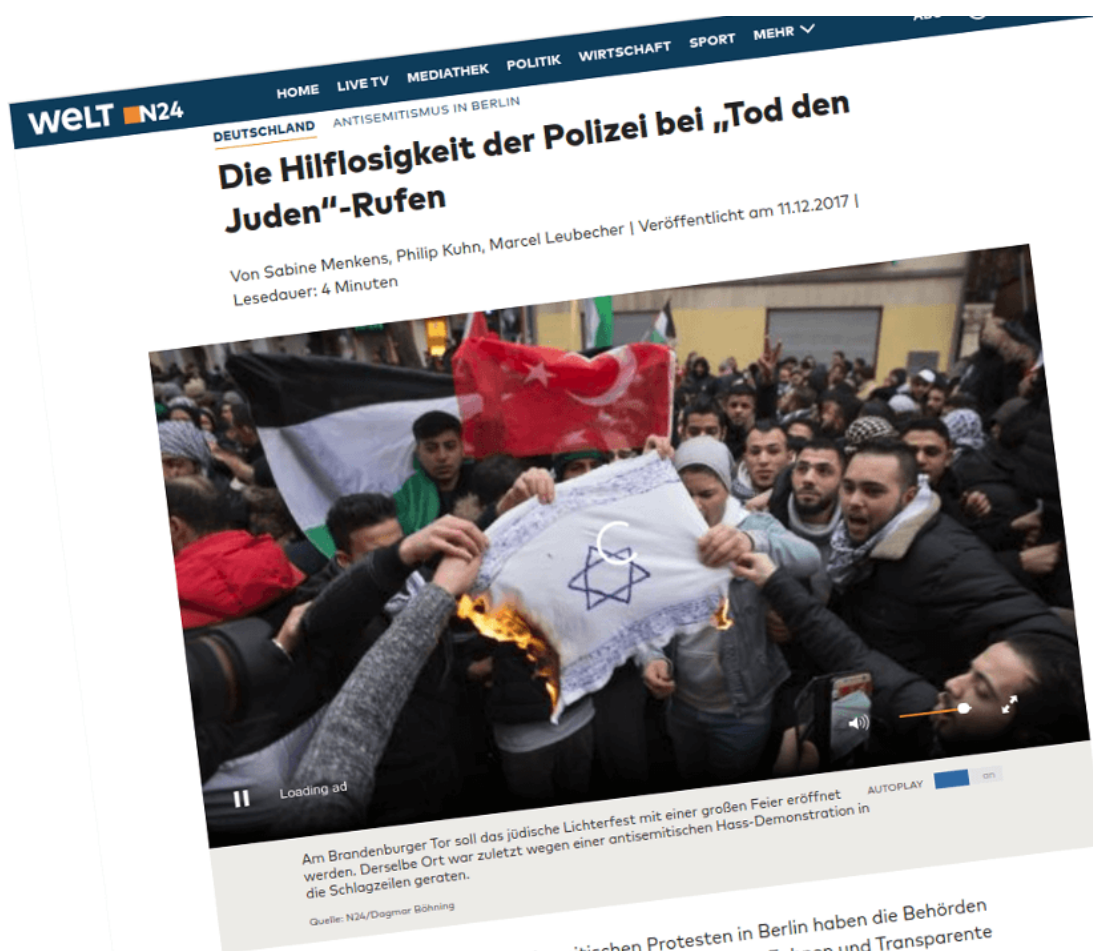 WELT N24
HOME LIVE TV MEDIATHEK POLITIK WIRTSCHAFT SPORT MEHR
DEUTSCHLAND ANTISEMITISMUS IN BERLIN
Die Hilflosigkeit der Polizei bei „Tod den
Juden“-Rufen
Von Sabine Menkens, Philip Kuhn, Marcel Leubecher | Veröffentlicht am 11.12.2017 |
Lesedauer: 4 Minuten
Loading ad
AUTOPLAY an
Am Brandenburger Tor soll das jüdische Lichterfest mit einer großen Feier eröffnet
werden. Derselbe Ort war zuletzt wegen einer antisemitischen Hass-Demonstration in
die Schlagzeilen geraten.
Quelle: N24/Dagmar Böhning
Protesten in Berlin haben die Behörden
und Transparente